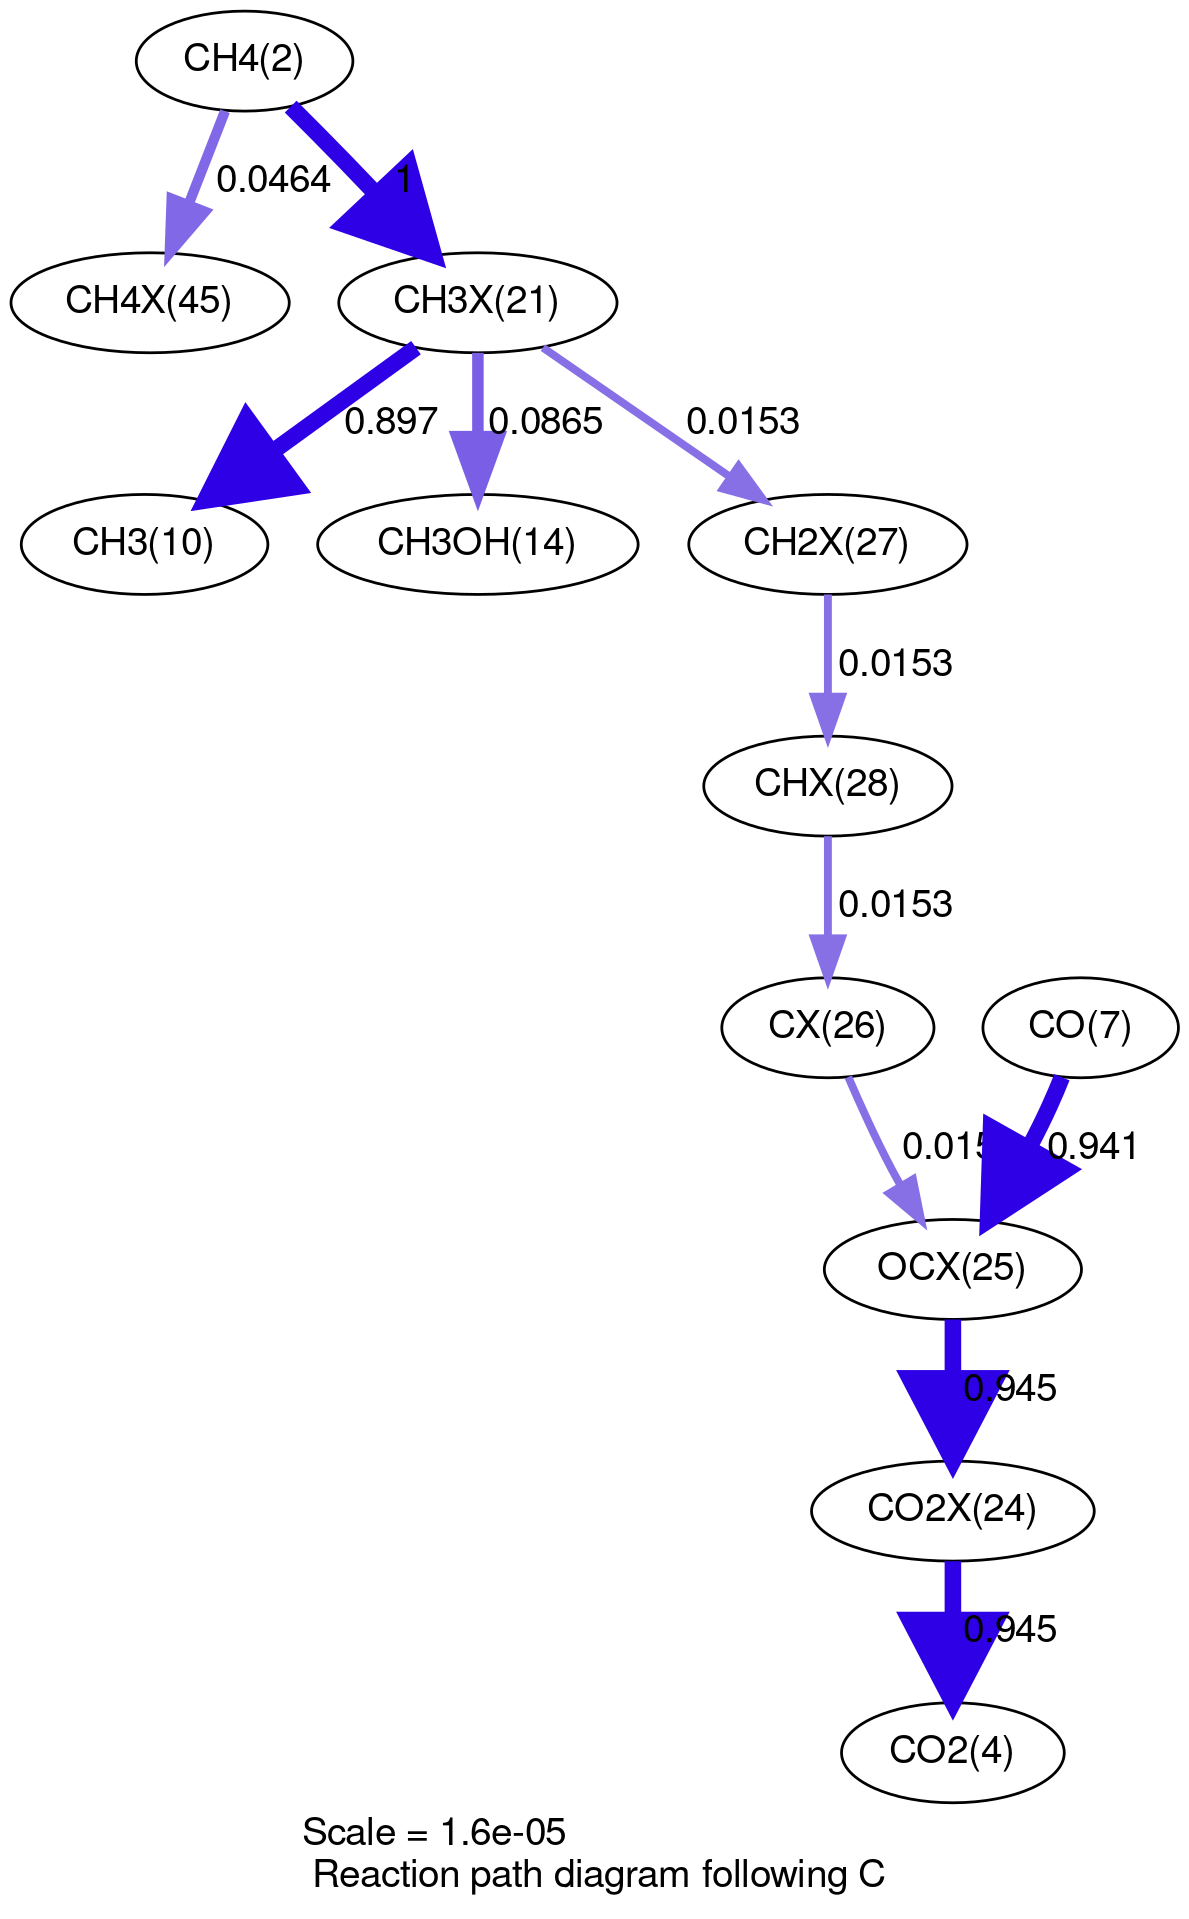 CH4(2)
0.0464
1
CH4X(45)
CH3X(21)
0.897
0.0865
0.0153
CH3(10)
CH3OH(14)
CH2X(27)
0.0153
CHX(28)
0.0153
CX(26)
CO(7)
0.941
OCX(25)
0.945
CO2X(24)
0.945
CO2(4)
Scale = 1.6e-05
Reaction path diagram following C